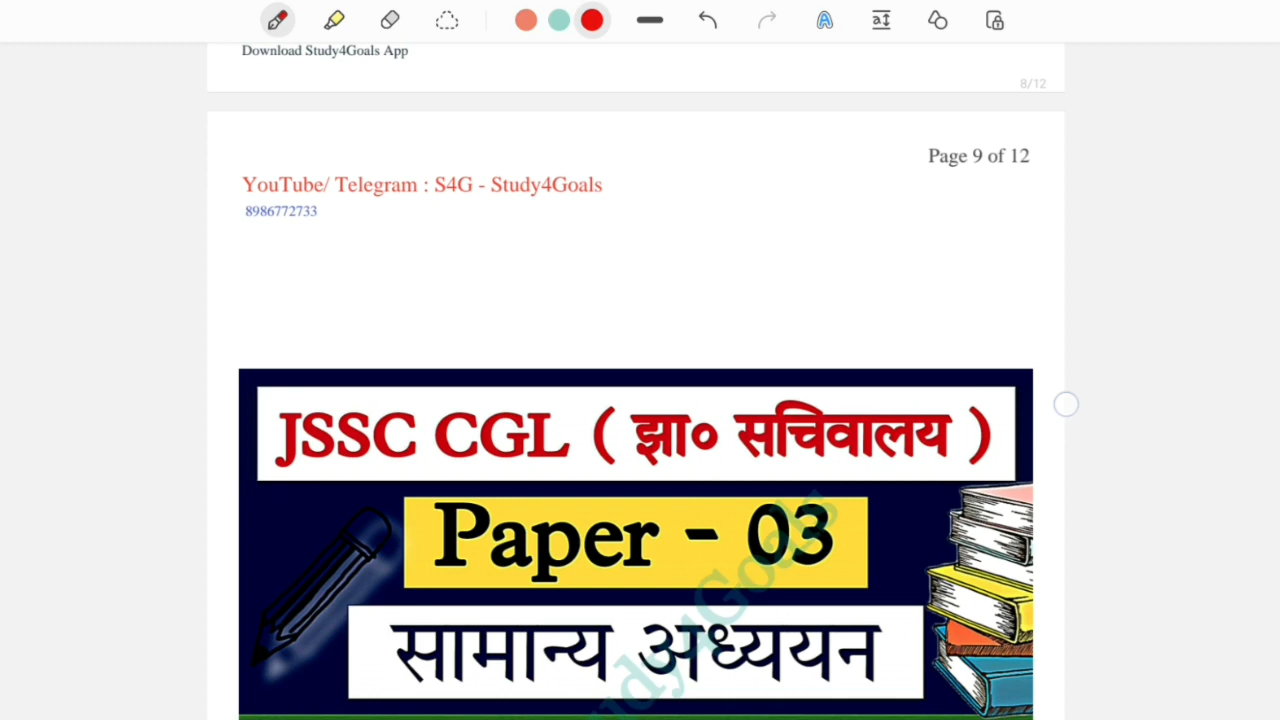 Download Study4Goals App
8/12
Page 9 of 12
YouTube/ Telegram : S4G - Study4Goals
8986772733
JSSC CGL ( झा० सचिवालय )
Paper - 03
सामान्य अध्ययन